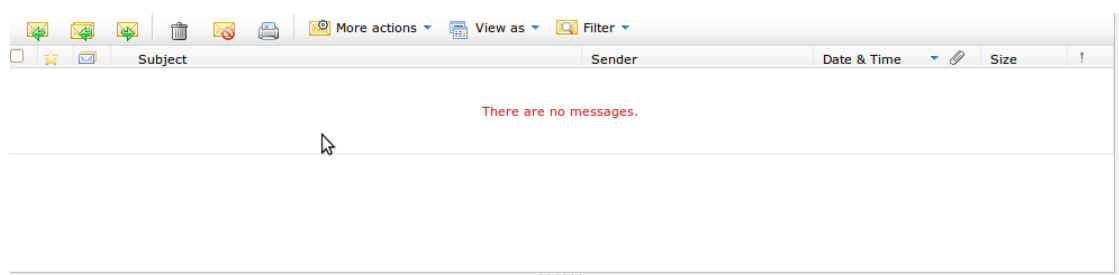 More actions View as Filter
Subject Sender Date & Time Size !
There are no messages.